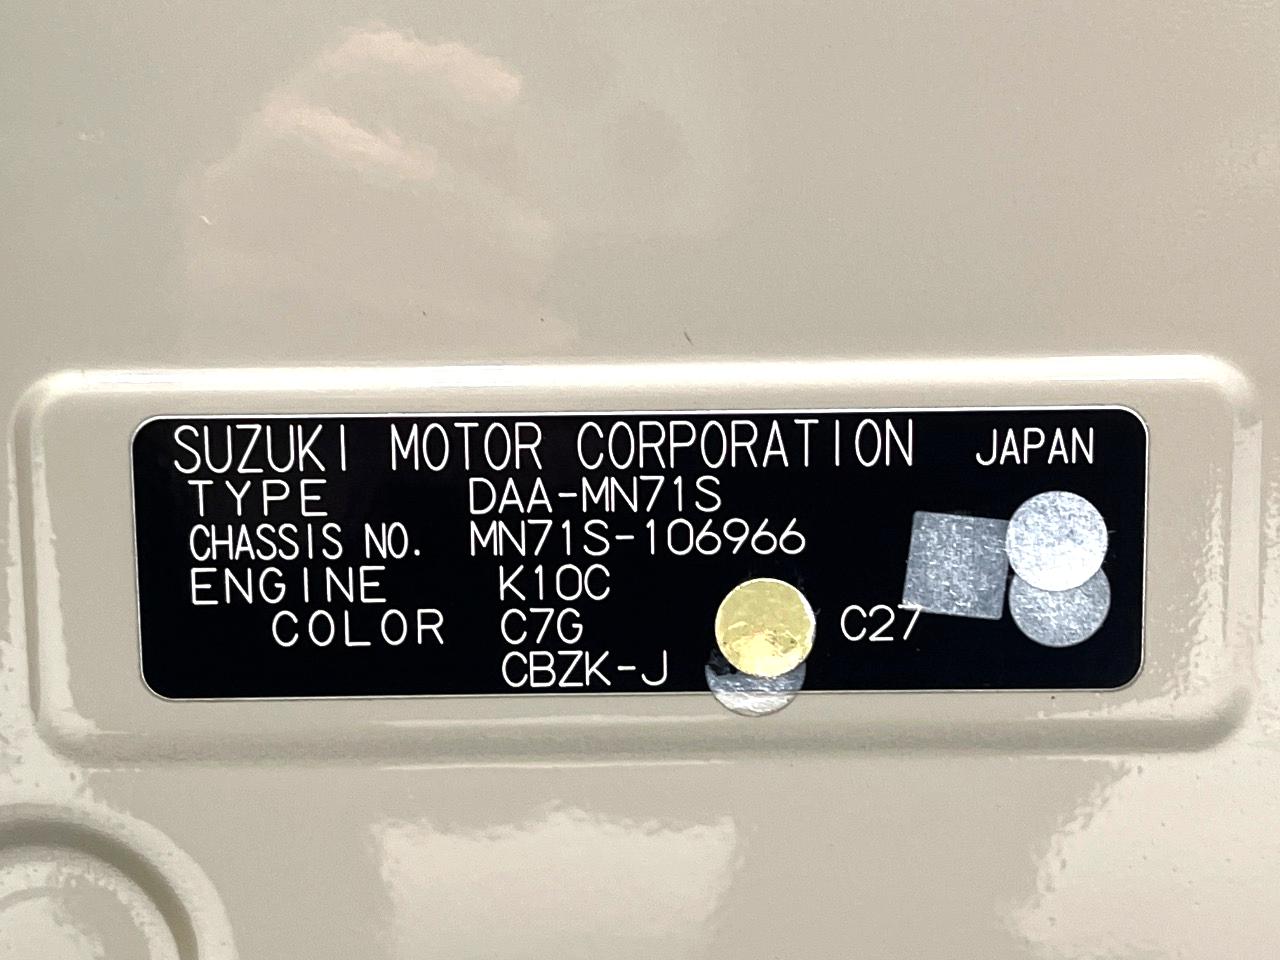 SUZUKI MOTOR CORPORATION JAPAN
TYPE DAA-MN71S
CHASSIS NO. MN71S-106966
ENGINE K10C
COLOR C7G C27
CBZK-J